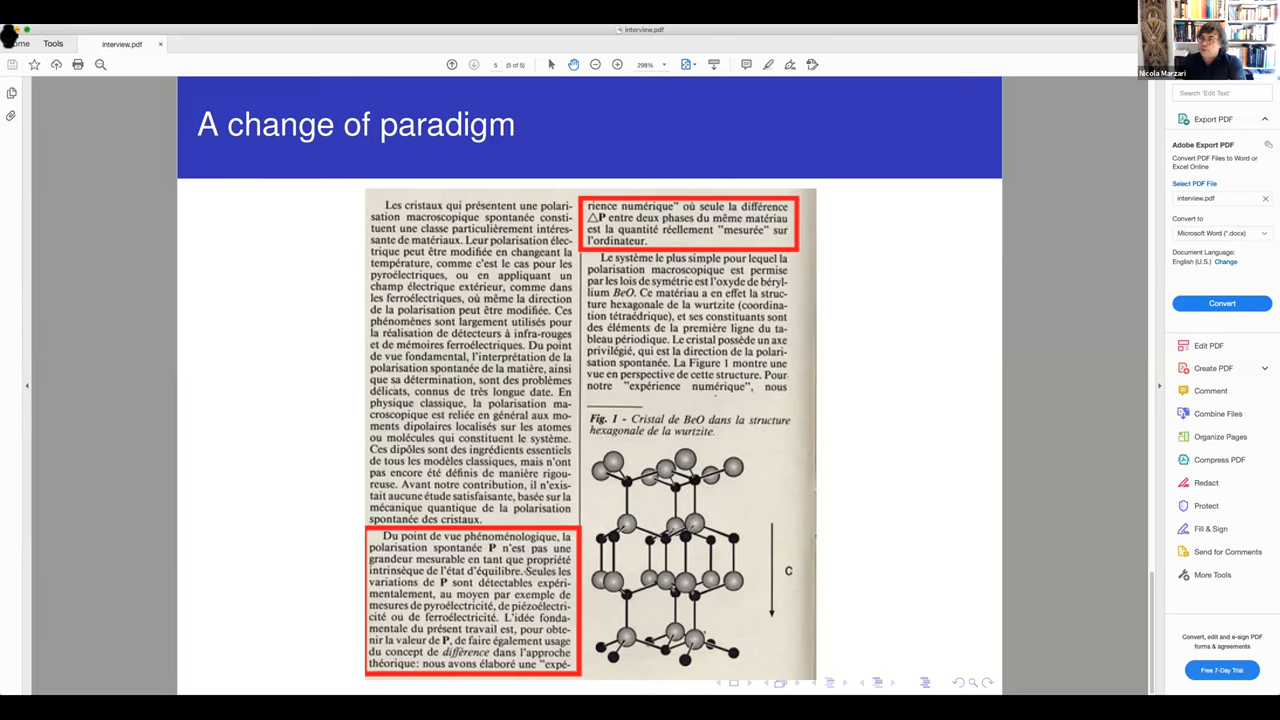 interview.pdf
ome
Tools
interview.pdf
5
(5 of 5)
298%
Nicola Marzari
A change of paradigm
Les cristaux qui présentent une polari-
sation macroscopique spontanée consti-
tuent une classe particulièrement intéres-
sante de matériaux. Leur polarisation élec-
trique peut être modifiée en changeant la
température, comme c'est le cas pour les
pyroélectriques, ou en appliquant un
champ électrique extérieur, comme dans
les ferroélectriques, où même la direction
de la polarisation peut être modifiée. Ces
phénomènes sont largement utilisés pour
la réalisation de détecteurs à infra-rouges
et de mémoires ferroélectriques. Du point
de vue fondamental, l'interprétation de la
polarisation spontanée de la matière, ainsi
que sa détermination, sont des problèmes
délicats, connus de très longue date. En
physique classique, la polarisation ma-
croscopique est reliée en général aux mo-
ments dipolaires localisés sur les atomes
ou molécules qui constituent le système.
Ces dipôles sont des ingrédients essentiels
de tous les modèles classiques, mais n'ont
pas encore été définis de manière rigou-
reuse. Avant notre contribution, il n'exis-
tait aucune étude satisfaisante, basée sur la
mécanique quantique de la polarisation
spontanée des cristaux.
Du point de vue phénoménologique, la
polarisation spontanée P n'est pas une
grandeur mesurable en tant que propriété
intrinsèque de l'état d'équilibre. Seules les
variations de P sont détectables expéri-
mentalement, au moyen par exemple de
mesures de pyroélectricité, de piézoélectri-
cité ou de ferroélectricité. L'idée fonda-
mentale du présent travail est, pour obte-
nir la valeur de P, de faire également usage
du concept de différence dans l'approche
théorique: nous avons élaboré une "expé-
rience numérique" où seule la différence
△P entre deux phases du même matériau
est la quantité réellement "mesurée" sur
l'ordinateur.
Le système le plus simple pour lequel la
polarisation macroscopique est permise
par les lois de symétrie est l'oxyde de béryl-
lium BeO. Ce matériau a en effet la struc-
ture hexagonale de la wurtzite (coordina-
tion tétraédrique), et ses constituants sont
des éléments de la première ligne du ta-
bleau périodique. Le cristal possède un axe
privilégié, qui est la direction de la polari-
sation spontanée. La Figure 1 montre une
vue en perspective de cette structure. Pour
notre "expérience numérique", nous
Fig. 1 - Cristal de BeO dans la structure
hexagonale de la wurtzite.
C
Search "Edit Text"
Export PDF
Adobe Export PDF
Convert PDF Files to Word or
Excel Online
Select PDF File
interview.pdf
Convert to
Microsoft Word (*.docx)
Document Language:
English (U.S.) Change
Convert
Edit PDF
Create PDF
Comment
Combine Files
Organize Pages
Compress PDF
Redact
Protect
Fill & Sign
Send for Comments
More Tools
Convert, edit and e-sign PDF
forms & agreements
Free 7-Day Trial